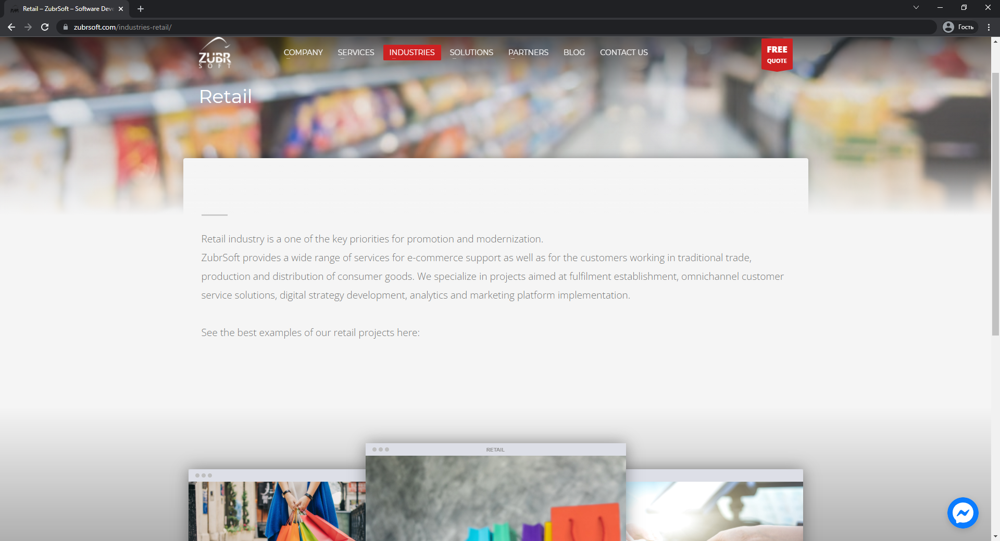 Retail – ZubrSoft – Software Deve
zubrsoft.com/industries-retail/
Гость
ZUBR
SOFT
COMPANY
SERVICES
INDUSTRIES
SOLUTIONS
PARTNERS
BLOG
CONTACT US
FREE
QUOTE
Retail
Retail industry is a one of the key priorities for promotion and modernization.
ZubrSoft provides a wide range of services for e-commerce support as well as for the customers working in traditional trade,
production and distribution of consumer goods. We specialize in projects aimed at fulfilment establishment, omnichannel customer
service solutions, digital strategy development, analytics and marketing platform implementation.
See the best examples of our retail projects here:
RETAIL